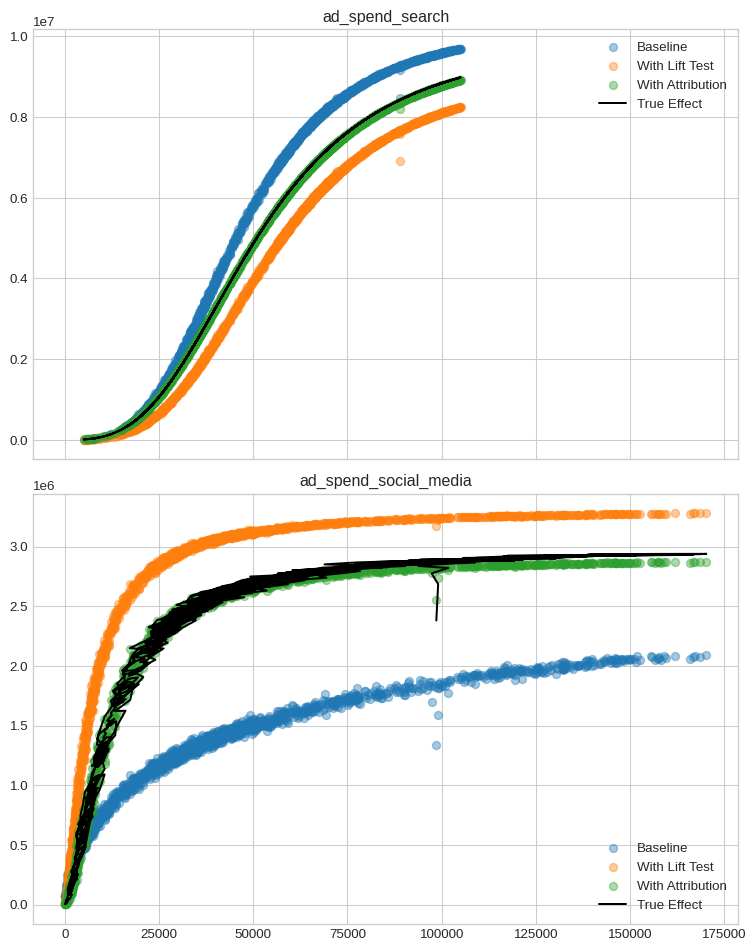 ad_spend_search
1e7
1.0
0.8
0.6
0.4
0.2
0.0
Baseline
With Lift Test
With Attribution
True Effect
ad_spend_social_media
1e6
3.0
2.5
2.0
1.5
1.0
0.5
0.0
Baseline
With Lift Test
With Attribution
True Effect
0 25000 50000 75000 100000 125000 150000 175000